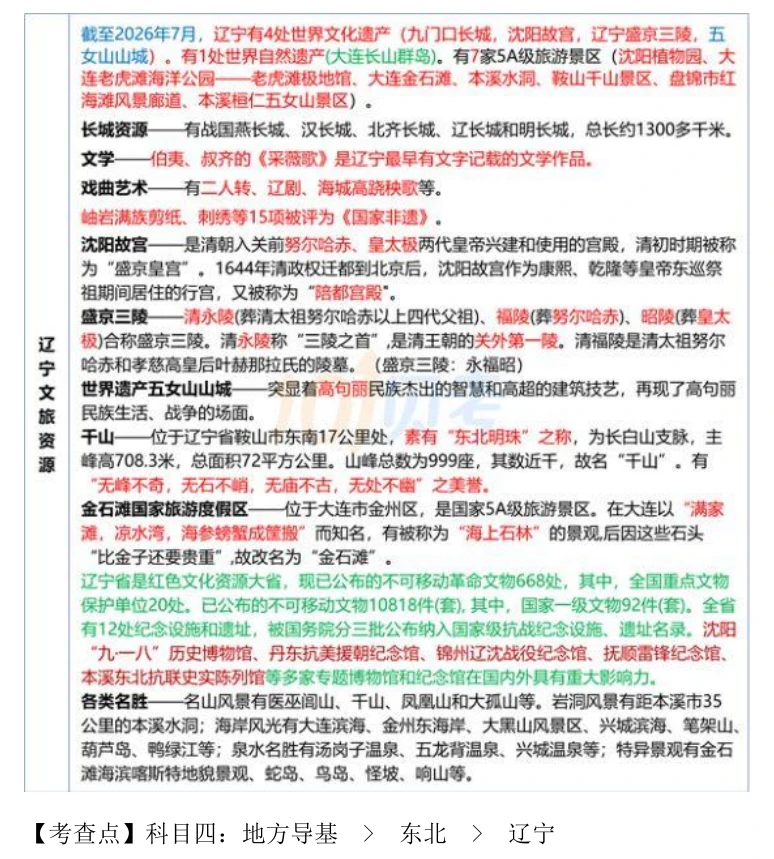 截至2026年7月，辽宁有4处世界文化遗产（九门口长城，沈阳故宫，辽宁盛京三陵，五
女山山城）。有1处世界自然遗产(大连长山群岛)。有7家5A级旅游景区（沈阳植物园、大
连老虎滩海洋公园——老虎滩极地馆、大连金石滩、本溪水洞、鞍山千山景区、盘锦市红
海滩风景廊道、本溪桓仁五女山景区）。
长城资源——有战国燕长城、汉长城、北齐长城、辽长城和明长城，总长约1300多千米。
文学——伯夷、叔齐的《采薇歌》是辽宁最早有文字记载的文学作品。
戏曲艺术——有二人转、辽剧、海城高跷秧歌等。
岫岩满族剪纸、刺绣等15项被评为《国家非遗》。
沈阳故宫——是清朝入关前努尔哈赤、皇太极两代皇帝兴建和使用的宫殿，清初时期被称
为“盛京皇宫”。1644年清政权迁都到北京后，沈阳故宫作为康熙、乾隆等皇帝东巡祭
祖期间居住的行宫，又被称为“陪都宫殿”。
盛京三陵——清永陵(葬清太祖努尔哈赤以上四代父祖)、福陵(葬努尔哈赤)、昭陵(葬皇太
极)合称盛京三陵。清永陵称“三陵之首”,是清王朝的关外第一陵。清福陵是清太祖努尔
哈赤和孝慈高皇后叶赫那拉氏的陵墓。（盛京三陵：永福昭）
世界遗产五女山山城——突显着高句丽民族杰出的智慧和高超的建筑技艺，再现了高句丽
民族生活、战争的场面。
千山——位于辽宁省鞍山市东南17公里处，素有“东北明珠”之称，为长白山支脉，主
峰高708.3米，总面积72平方公里。山峰总数为999座，其数近千，故名“千山”。有
“无峰不奇，无石不峭，无庙不古，无处不幽”之美誉。
金石滩国家旅游度假区——位于大连市金州区，是国家5A级旅游景区。在大连以“满家
滩，凉水湾，海参螃蟹成筐搬”而知名，有被称为“海上石林”的景观,后因这些石头
“比金子还要贵重”,故改名为“金石滩”。
辽宁省是红色文化资源大省，现已公布的不可移动革命文物668处，其中，全国重点文物
保护单位20处。已公布的不可移动文物10818件(套),其中，国家一级文物92件(套)。全省
有12处纪念设施和遗址，被国务院分三批公布纳入国家级抗战纪念设施、遗址名录。沈阳
“九·一八”历史博物馆、丹东抗美援朝纪念馆、锦州辽沈战役纪念馆、抚顺雷锋纪念馆、
本溪东北抗联史实陈列馆等多家专题博物馆和纪念馆在国内外具有重大影响力。
各类名胜——名山风景有医巫闾山、千山、凤凰山和大孤山等。岩洞风景有距本溪市35
公里的本溪水洞；海岸风光有大连滨海、金州东海岸、大黑山风景区、兴城滨海、笔架山、
葫芦岛、鸭绿江等；泉水名胜有汤岗子温泉、五龙背温泉、兴城温泉等；特异景观有金石
滩海滨喀斯特地貌景观、蛇岛、鸟岛、怪坡、响山等。
辽宁文旅资源
【考查点】科目四：地方导基 > 东北 > 辽宁